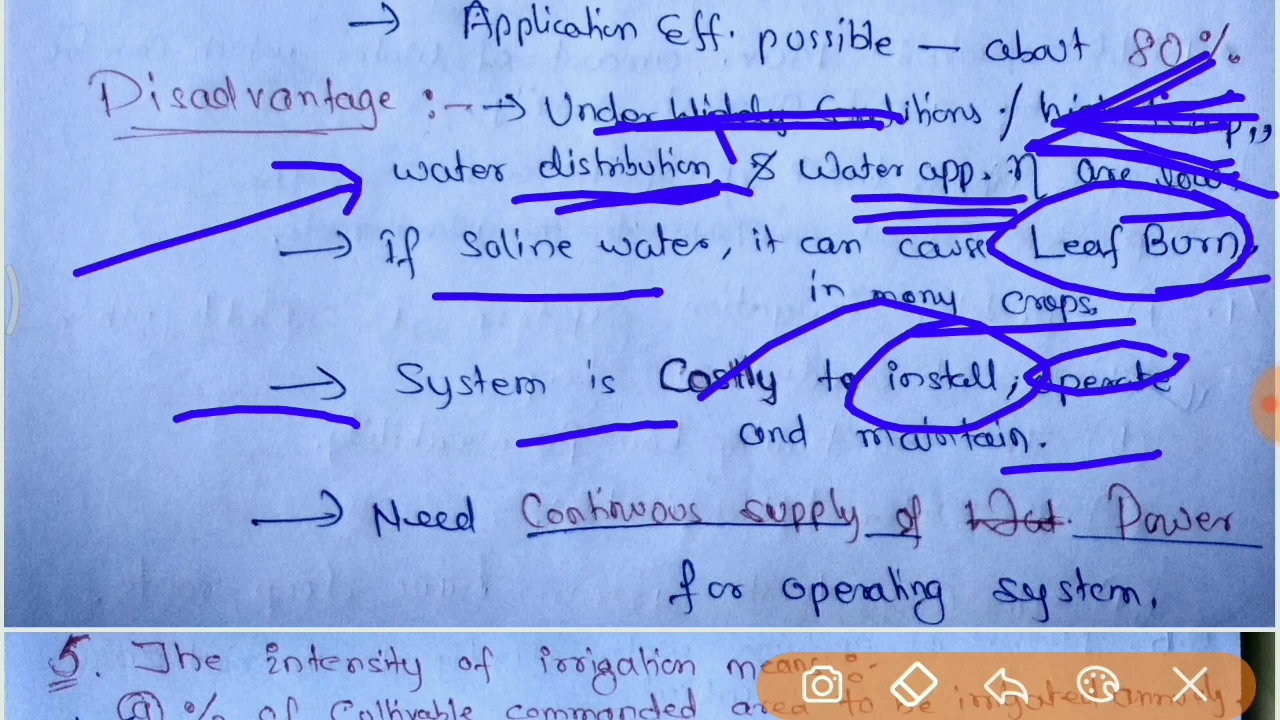 → Application Eff. possible — about 80%
Disadvantage :- → Under Windy Conditions / high temp.,
water distribution & water app. η are low.
→ if saline water, it can cause Leaf Burn,
in many crops.
→ System is Costly to install, operate
and maintain.
→ Need Continuous supply of Power
for operating system.
5. The intensity of irrigation means :-
(a) % of Cultivable commanded area to be irrigated annualy.